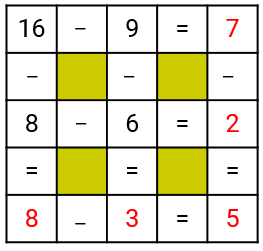 16 − 9 = 7
− − −
8 − 6 = 2
= = =
8 − 3 = 5